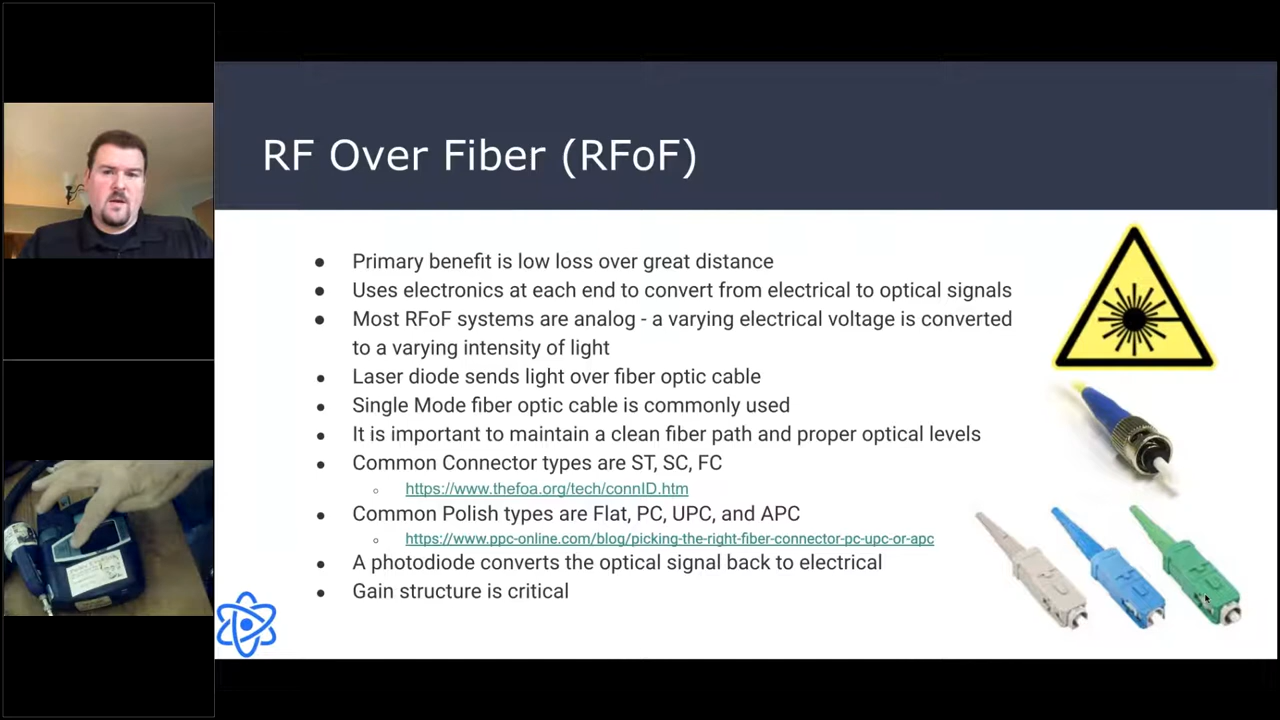 RF Over Fiber (RFoF)
● Primary benefit is low loss over great distance
● Uses electronics at each end to convert from electrical to optical signals
● Most RFoF systems are analog - a varying electrical voltage is converted
to a varying intensity of light
● Laser diode sends light over fiber optic cable
● Single Mode fiber optic cable is commonly used
● It is important to maintain a clean fiber path and proper optical levels
● Common Connector types are ST, SC, FC
○ https://www.thefoa.org/tech/connID.htm
● Common Polish types are Flat, PC, UPC, and APC
○ https://www.ppc-online.com/blog/picking-the-right-fiber-connector-pc-upc-or-apc
● A photodiode converts the optical signal back to electrical
● Gain structure is critical